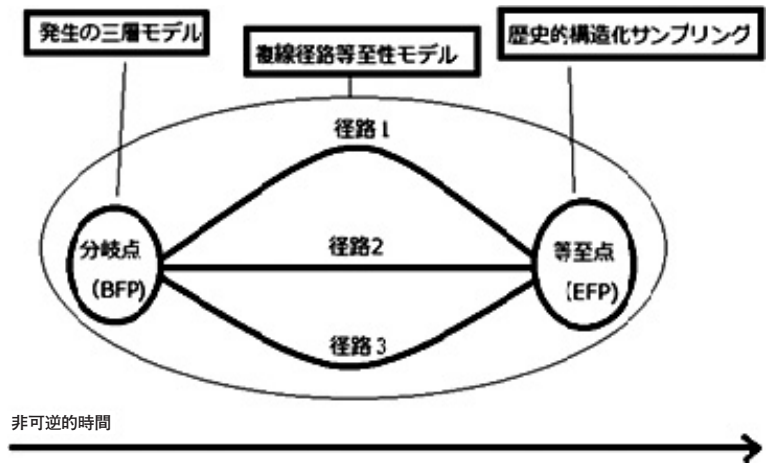 発生の三層モデル
複線径路等至性モデル
歴史的構造化サンプリング
径路1
分岐点
(BFP)
径路2
等至点
(EFP)
径路3
非可逆的時間